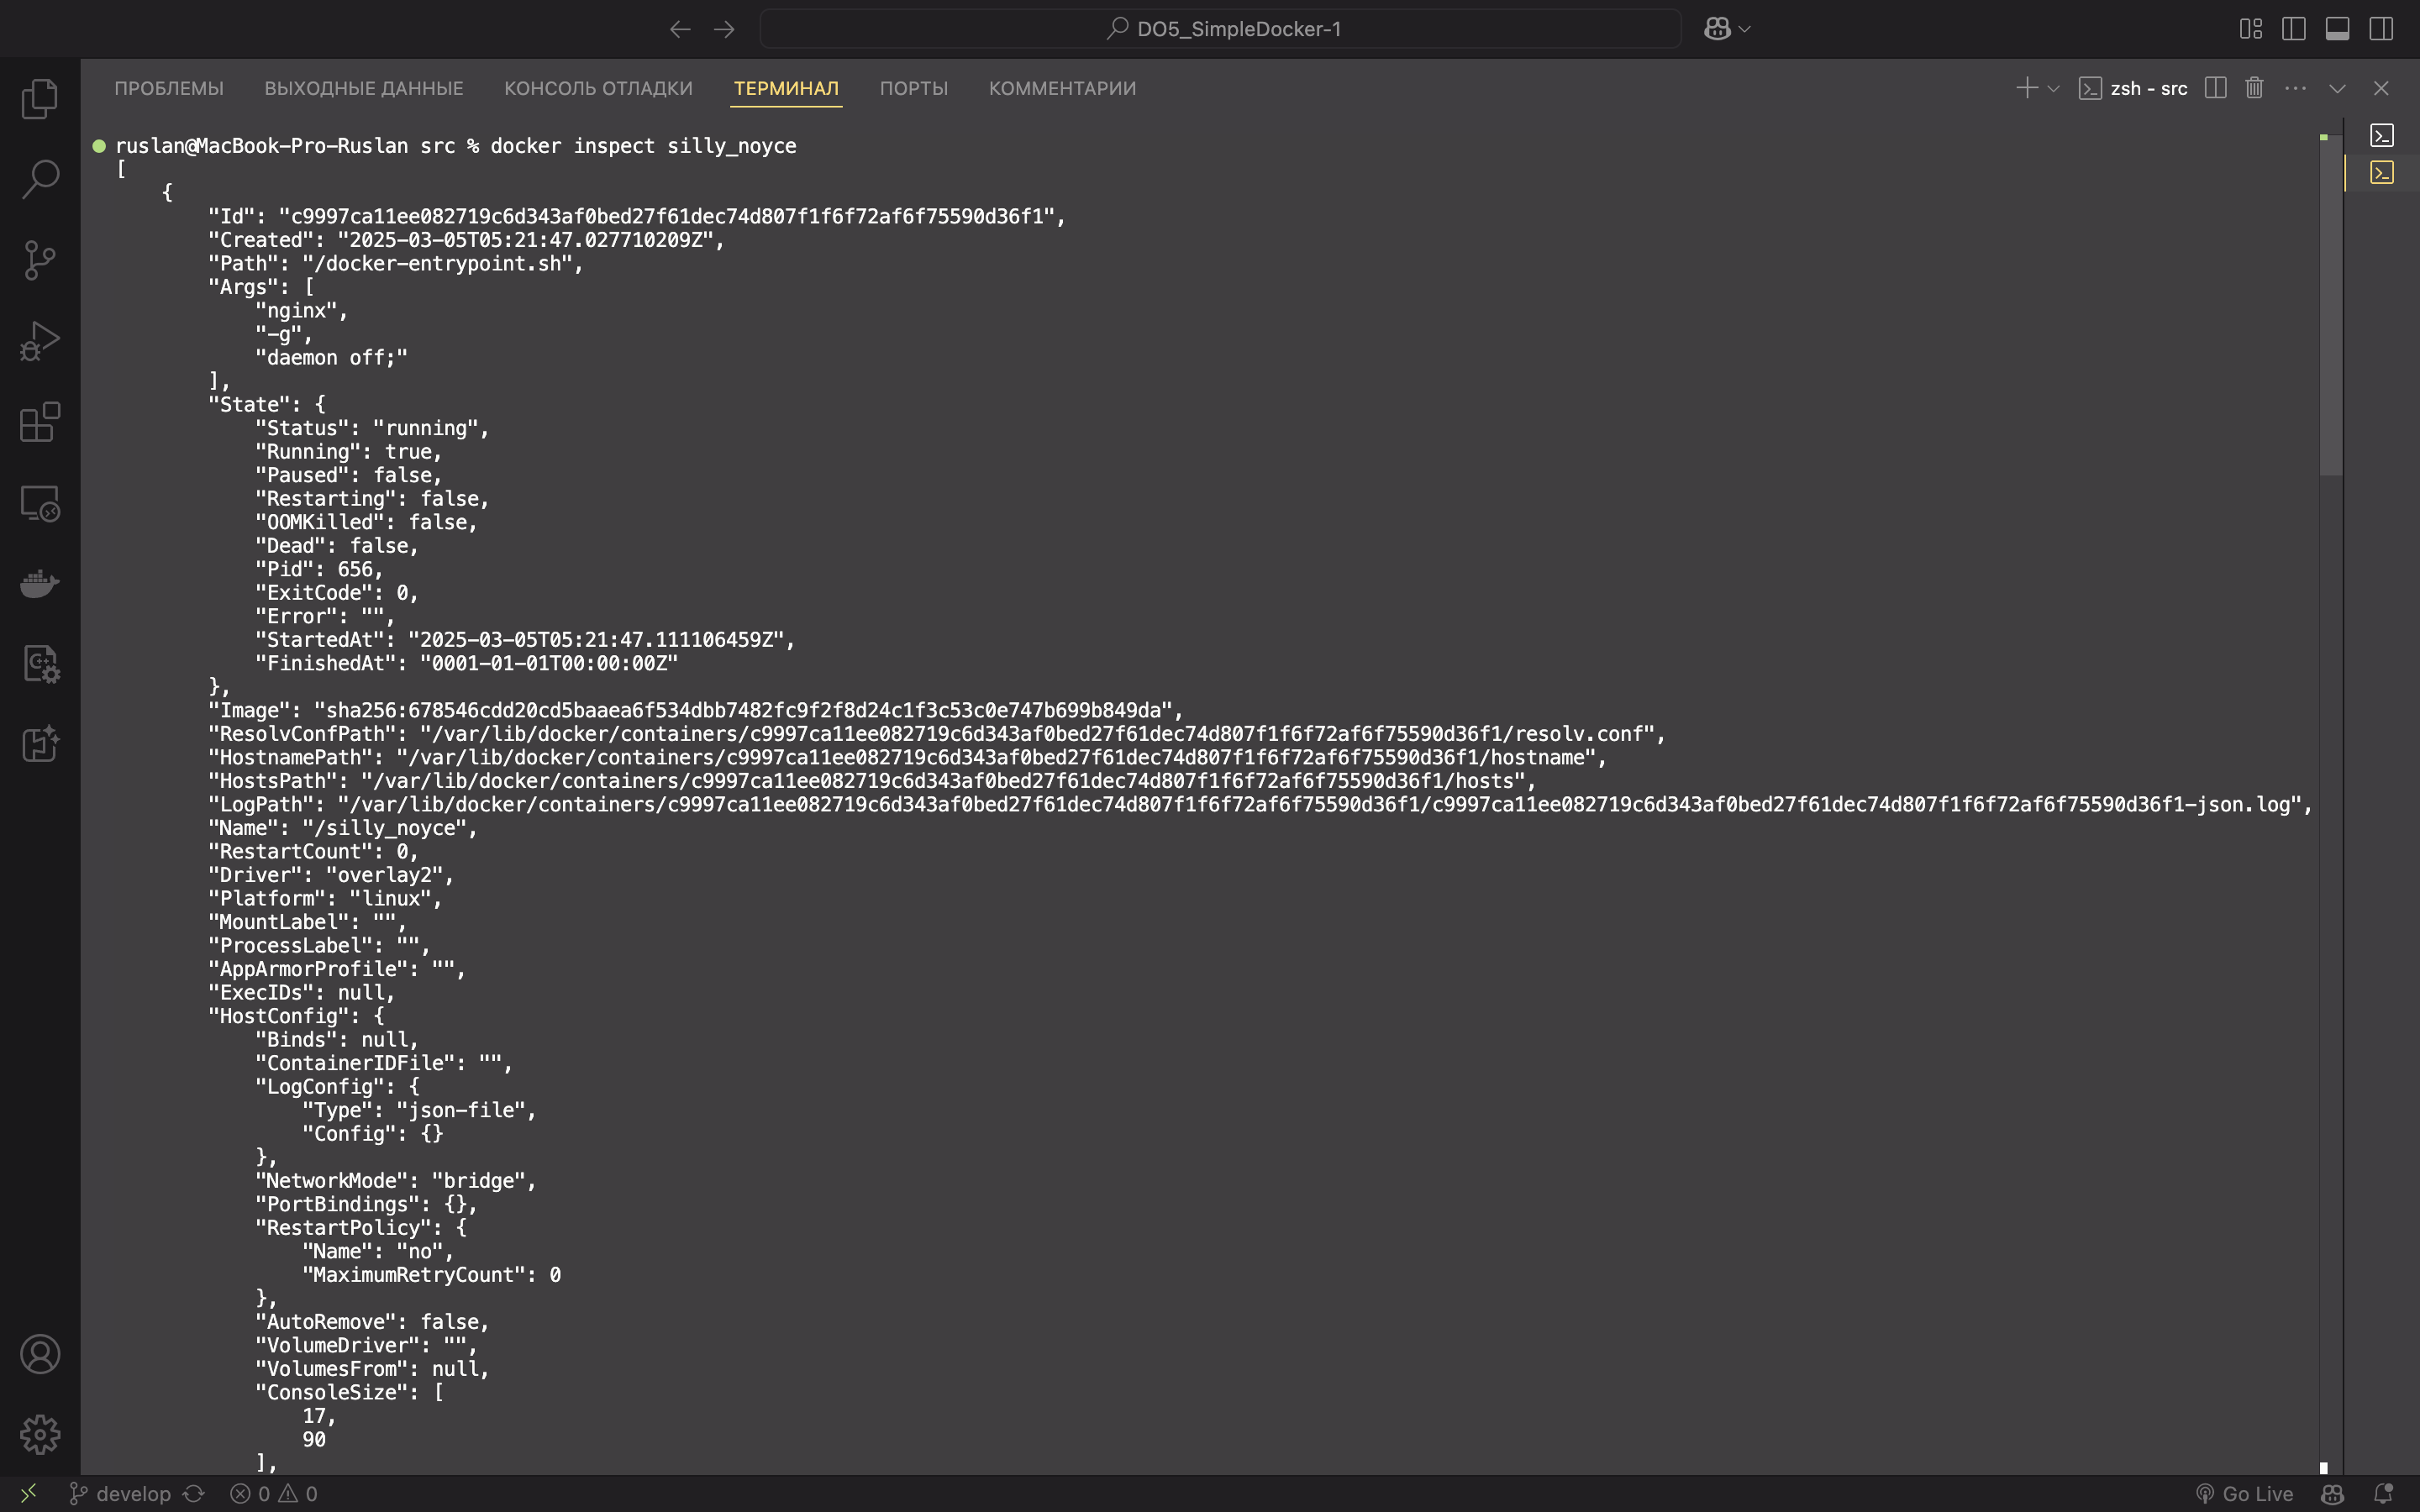 DO5_SimpleDocker-1
ПРОБЛЕМЫ ВЫХОДНЫЕ ДАННЫЕ КОНСОЛЬ ОТЛАДКИ ТЕРМИНАЛ ПОРТЫ КОММЕНТАРИИ zsh - src
ruslan@MacBook-Pro-Ruslan src % docker inspect silly_noyce
[
    {
        "Id": "c9997ca11ee082719c6d343af0bed27f61dec74d807f1f6f72af6f75590d36f1",
        "Created": "2025-03-05T05:21:47.027710209Z",
        "Path": "/docker-entrypoint.sh",
        "Args": [
            "nginx",
            "-g",
            "daemon off;"
        ],
        "State": {
            "Status": "running",
            "Running": true,
            "Paused": false,
            "Restarting": false,
            "OOMKilled": false,
            "Dead": false,
            "Pid": 656,
            "ExitCode": 0,
            "Error": "",
            "StartedAt": "2025-03-05T05:21:47.111106459Z",
            "FinishedAt": "0001-01-01T00:00:00Z"
        },
        "Image": "sha256:678546cdd20cd5baaea6f534dbb7482fc9f2f8d24c1f3c53c0e747b699b849da",
        "ResolvConfPath": "/var/lib/docker/containers/c9997ca11ee082719c6d343af0bed27f61dec74d807f1f6f72af6f75590d36f1/resolv.conf",
        "HostnamePath": "/var/lib/docker/containers/c9997ca11ee082719c6d343af0bed27f61dec74d807f1f6f72af6f75590d36f1/hostname",
        "HostsPath": "/var/lib/docker/containers/c9997ca11ee082719c6d343af0bed27f61dec74d807f1f6f72af6f75590d36f1/hosts",
        "LogPath": "/var/lib/docker/containers/c9997ca11ee082719c6d343af0bed27f61dec74d807f1f6f72af6f75590d36f1/c9997ca11ee082719c6d343af0bed27f61dec74d807f1f6f72af6f75590d36f1-json.log",
        "Name": "/silly_noyce",
        "RestartCount": 0,
        "Driver": "overlay2",
        "Platform": "linux",
        "MountLabel": "",
        "ProcessLabel": "",
        "AppArmorProfile": "",
        "ExecIDs": null,
        "HostConfig": {
            "Binds": null,
            "ContainerIDFile": "",
            "LogConfig": {
                "Type": "json-file",
                "Config": {}
            },
            "NetworkMode": "bridge",
            "PortBindings": {},
            "RestartPolicy": {
                "Name": "no",
                "MaximumRetryCount": 0
            },
            "AutoRemove": false,
            "VolumeDriver": "",
            "VolumesFrom": null,
            "ConsoleSize": [
                17,
                90
            ],
develop 0 0 Go Live